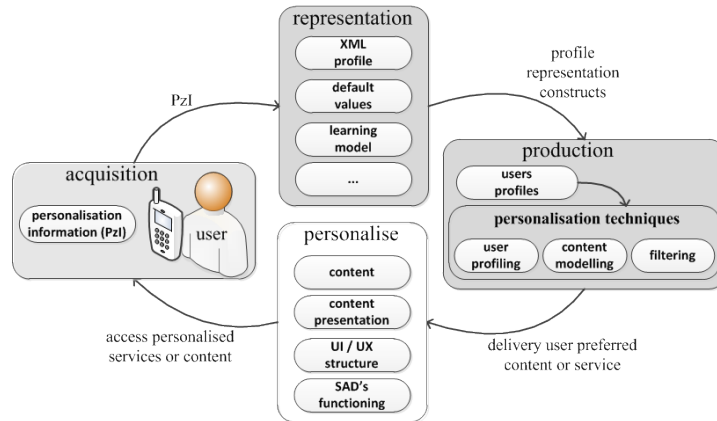 representation
XML
profile
default
values
learning
model
...
PzI
profile
representation
constructs
acquisition
personalisation
information (PzI)
user
production
users
profiles
personalisation techniques
user
profiling
content
modelling
filtering
personalise
content
content
presentation
UI / UX
structure
SAD's
functioning
access personalised
services or content
delivery user preferred
content or service